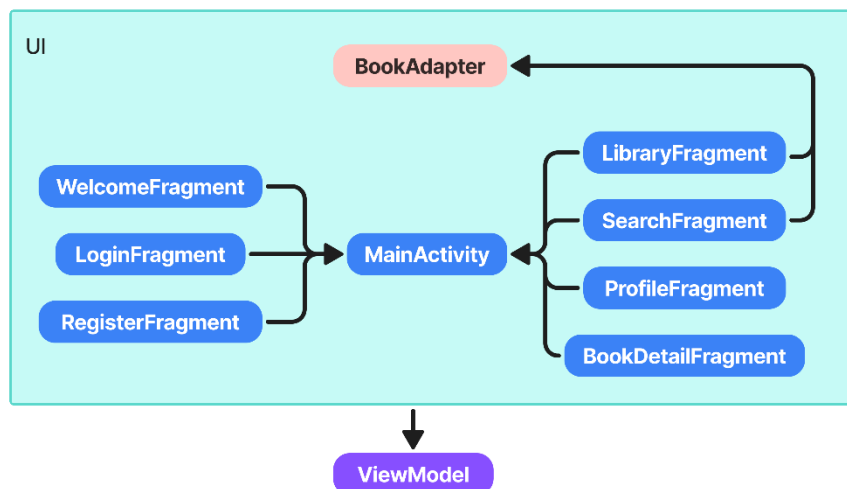 UI
BookAdapter
LibraryFragment
WelcomeFragment
SearchFragment
LoginFragment
MainActivity
ProfileFragment
RegisterFragment
BookDetailFragment
ViewModel